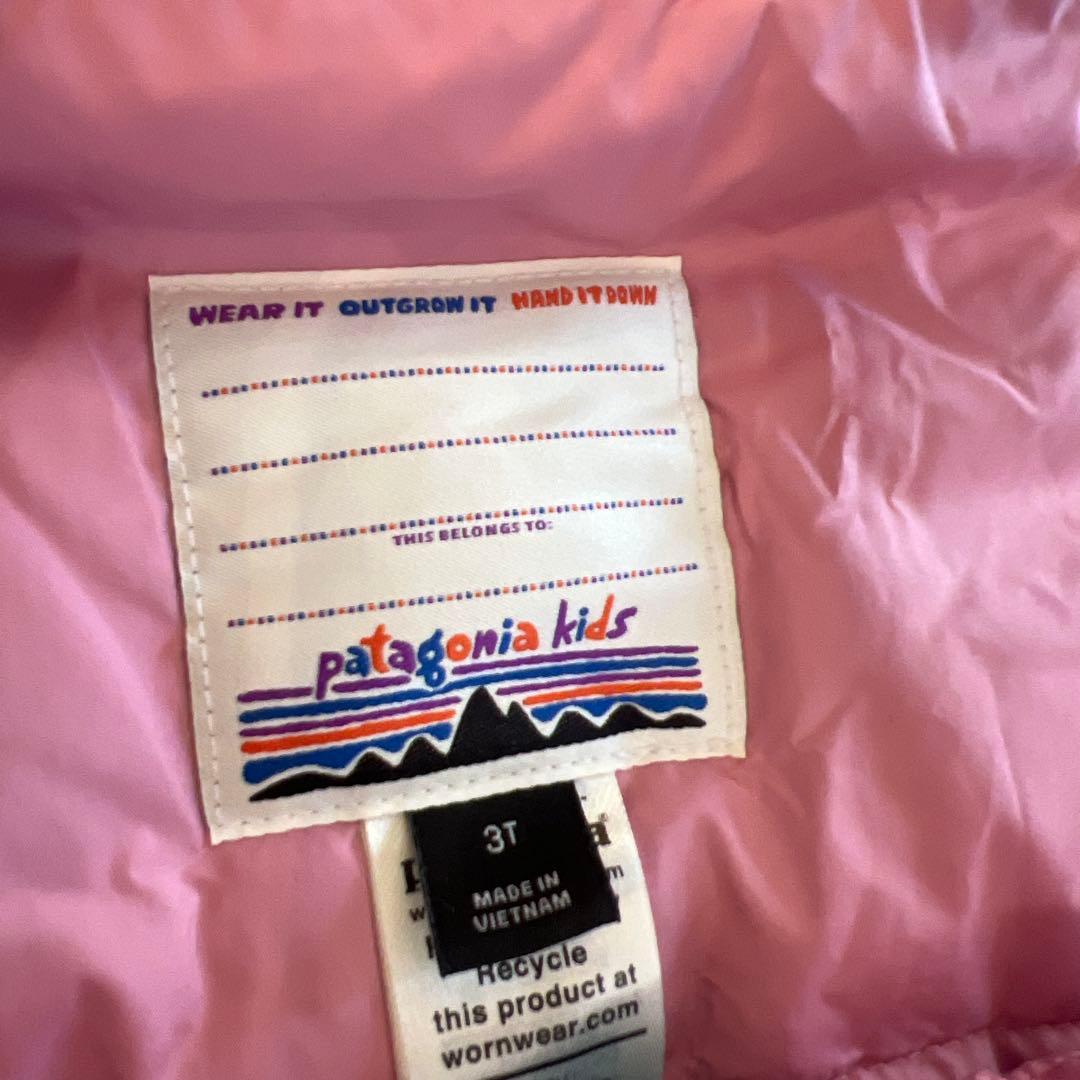 WEAR IT OUTGROW IT HAND IT DOWN
THIS BELONGS TO:
patagonia kids
3T
MADE IN
VIETNAM
Recycle
this product at
wornwear.com